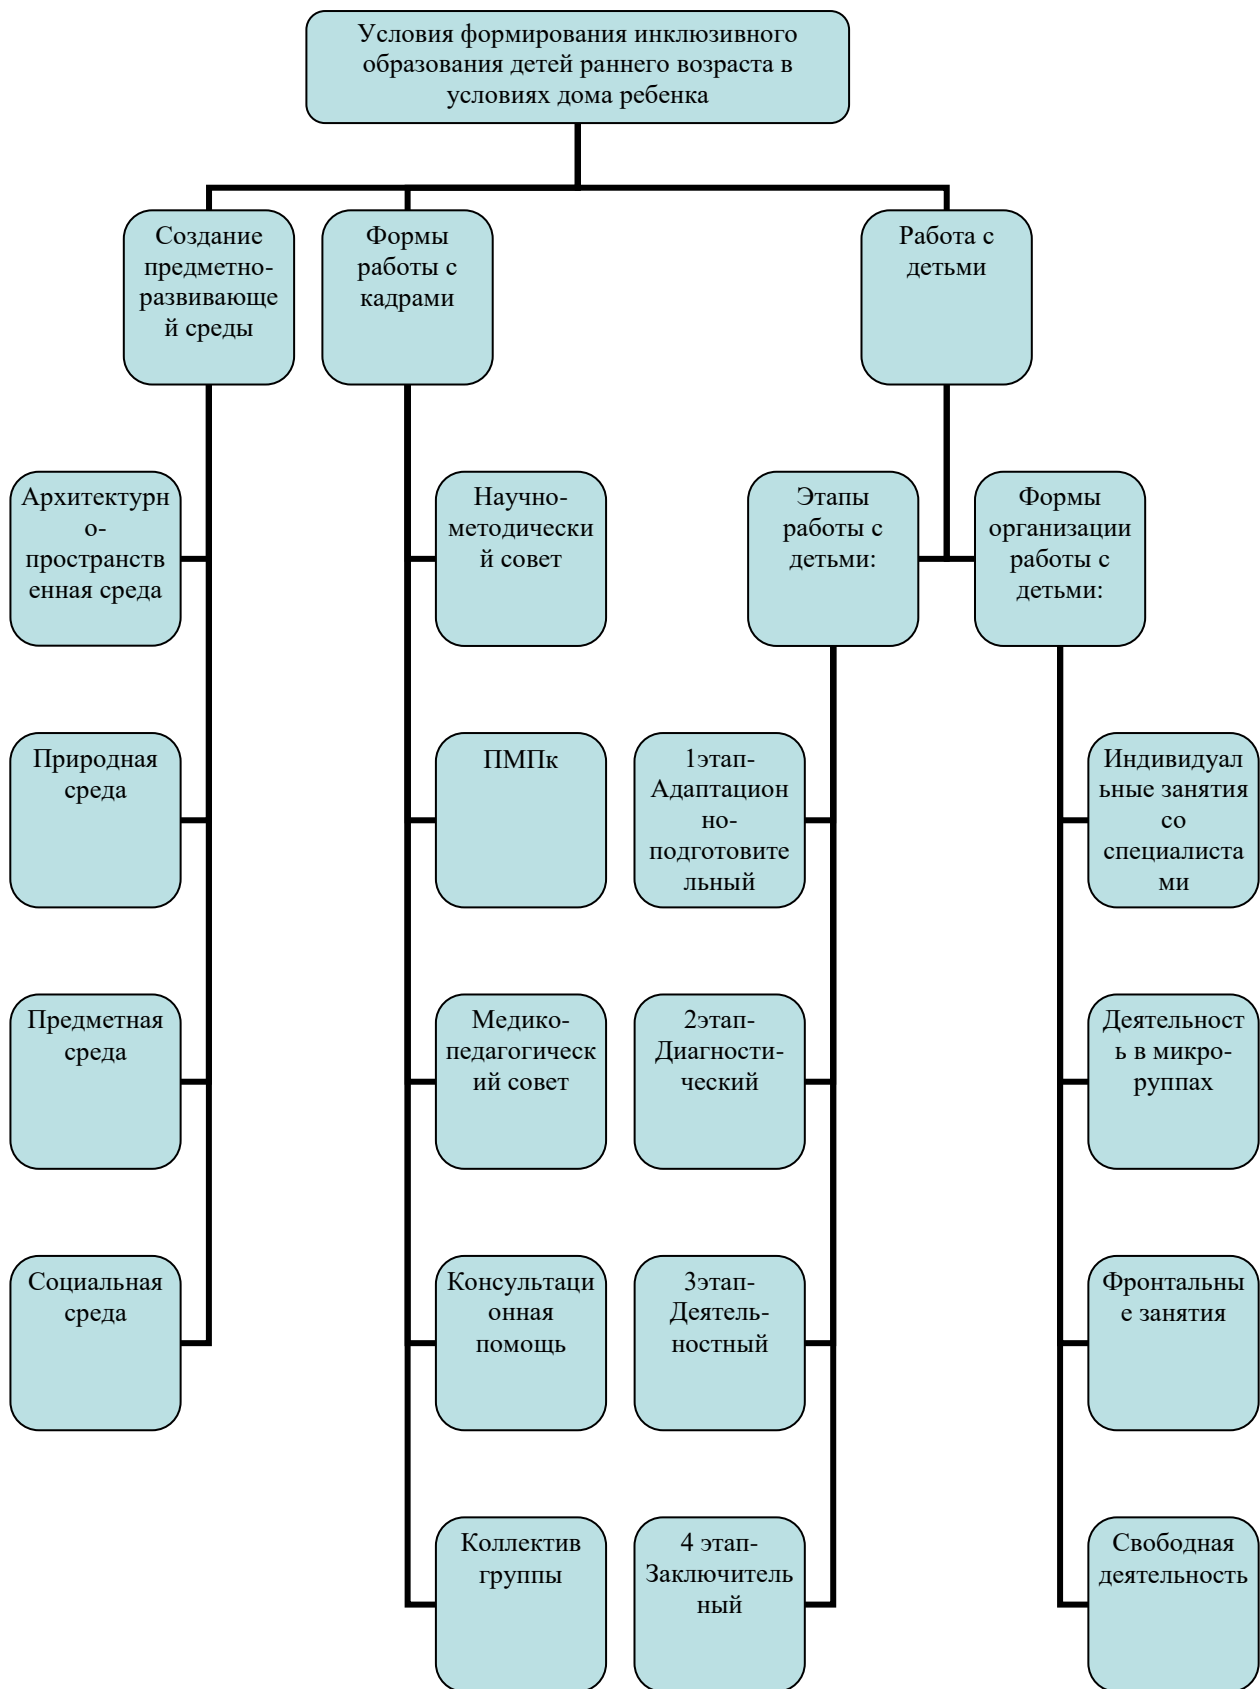 Условия формирования инклюзивного
образования детей раннего возраста в
условиях дома ребенка
Создание
предметно-
развивающе
й среды
Формы
работы с
кадрами
Работа с
детьми
Архитектурн
о-
пространств
енная среда
Научно-
методически
й совет
Этапы
работы с
детьми:
Формы
организации
работы с
детьми:
Природная
среда
ПМПк
1этап-
Адаптацион
но-
подготовите
льный
Индивидуал
ьные занятия
со
специалиста
ми
Предметная
среда
Медико-
педагогическ
ий совет
2этап-
Диагности-
ческий
Деятельност
ь в микро-
руппах
Социальная
среда
Консультаци
онная
помощь
3этап-
Деятель-
ностный
Фронтальны
е занятия
Коллектив
группы
4 этап-
Заключитель
ный
Свободная
деятельность